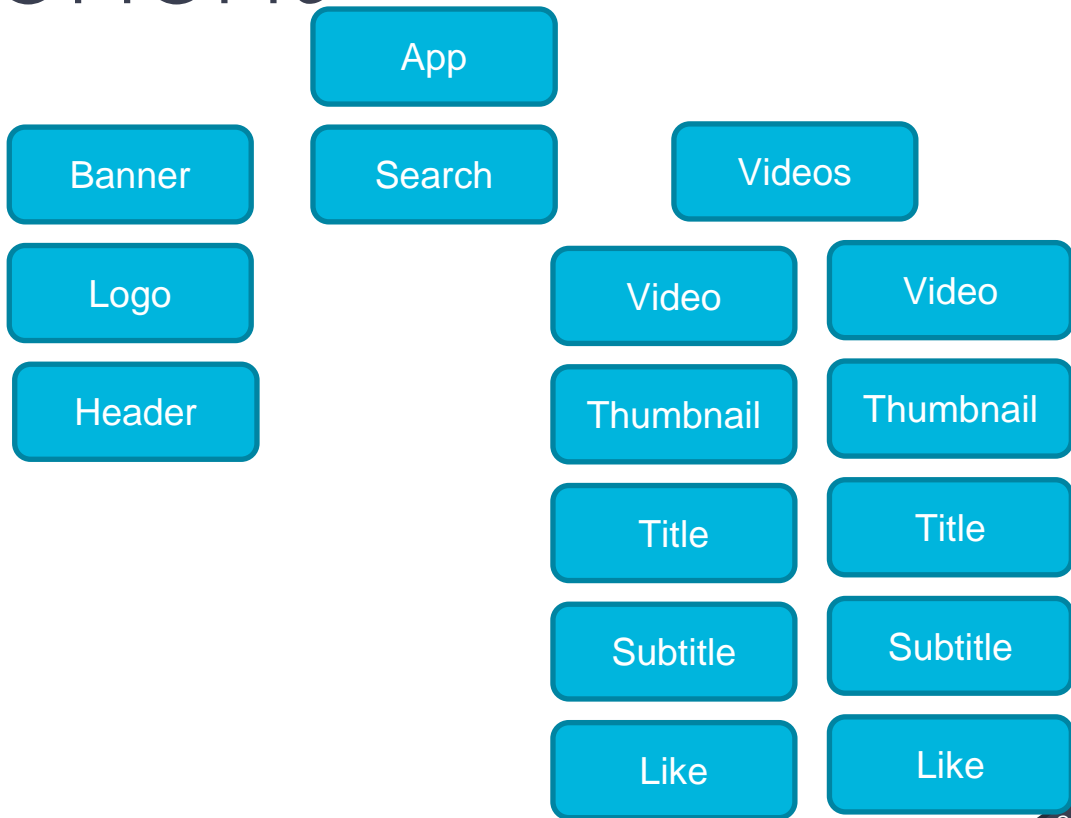 App
Banner
Search
Videos
Logo
Video
Video
Header
Thumbnail
Thumbnail
Title
Title
Subtitle
Subtitle
Like
Like